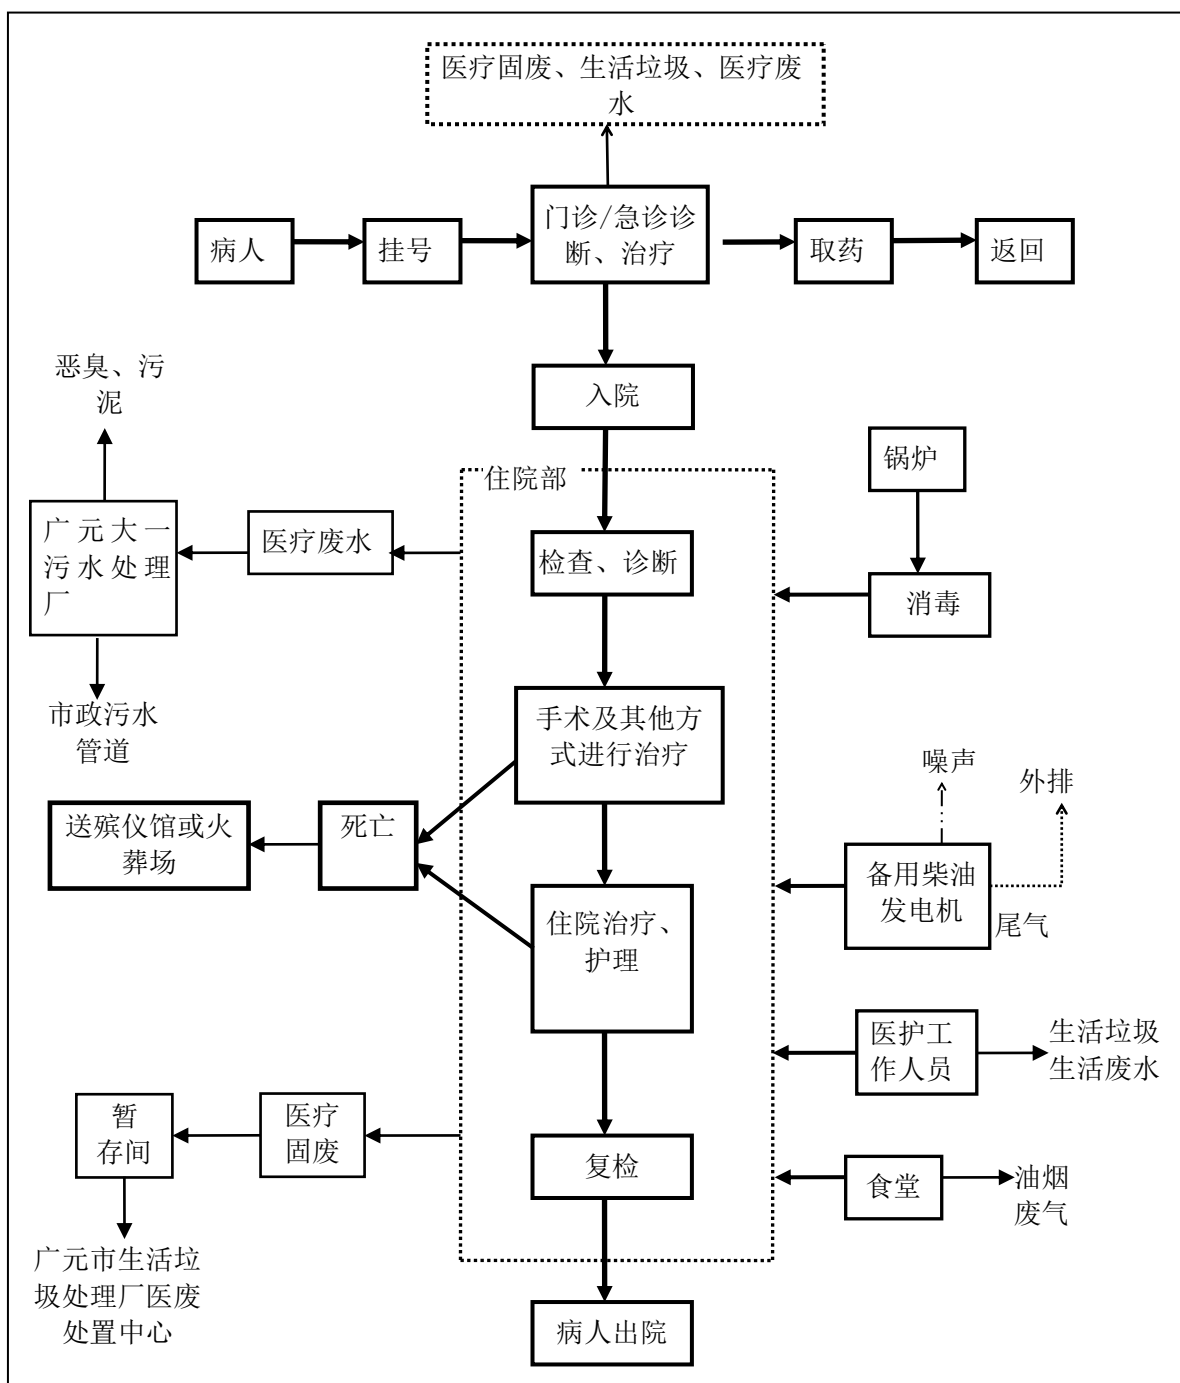 医疗固废、生活垃圾、医疗废
水
病人
挂号
门诊/急诊诊
断、治疗
取药
返回
恶臭、污
泥
入院
锅炉
住院部
广元大一
污水处理
厂
医疗废水
检查、诊断
消毒
市政污水
管道
手术及其他方
式进行治疗
噪声
外排
送殡仪馆或火
葬场
死亡
备用柴油
发电机
尾气
住院治疗、
护理
医护工
作人员
生活垃圾
生活废水
暂
存间
医疗
固废
复检
食堂
油烟
废气
广元市生活垃
圾处理厂医废
处置中心
病人出院